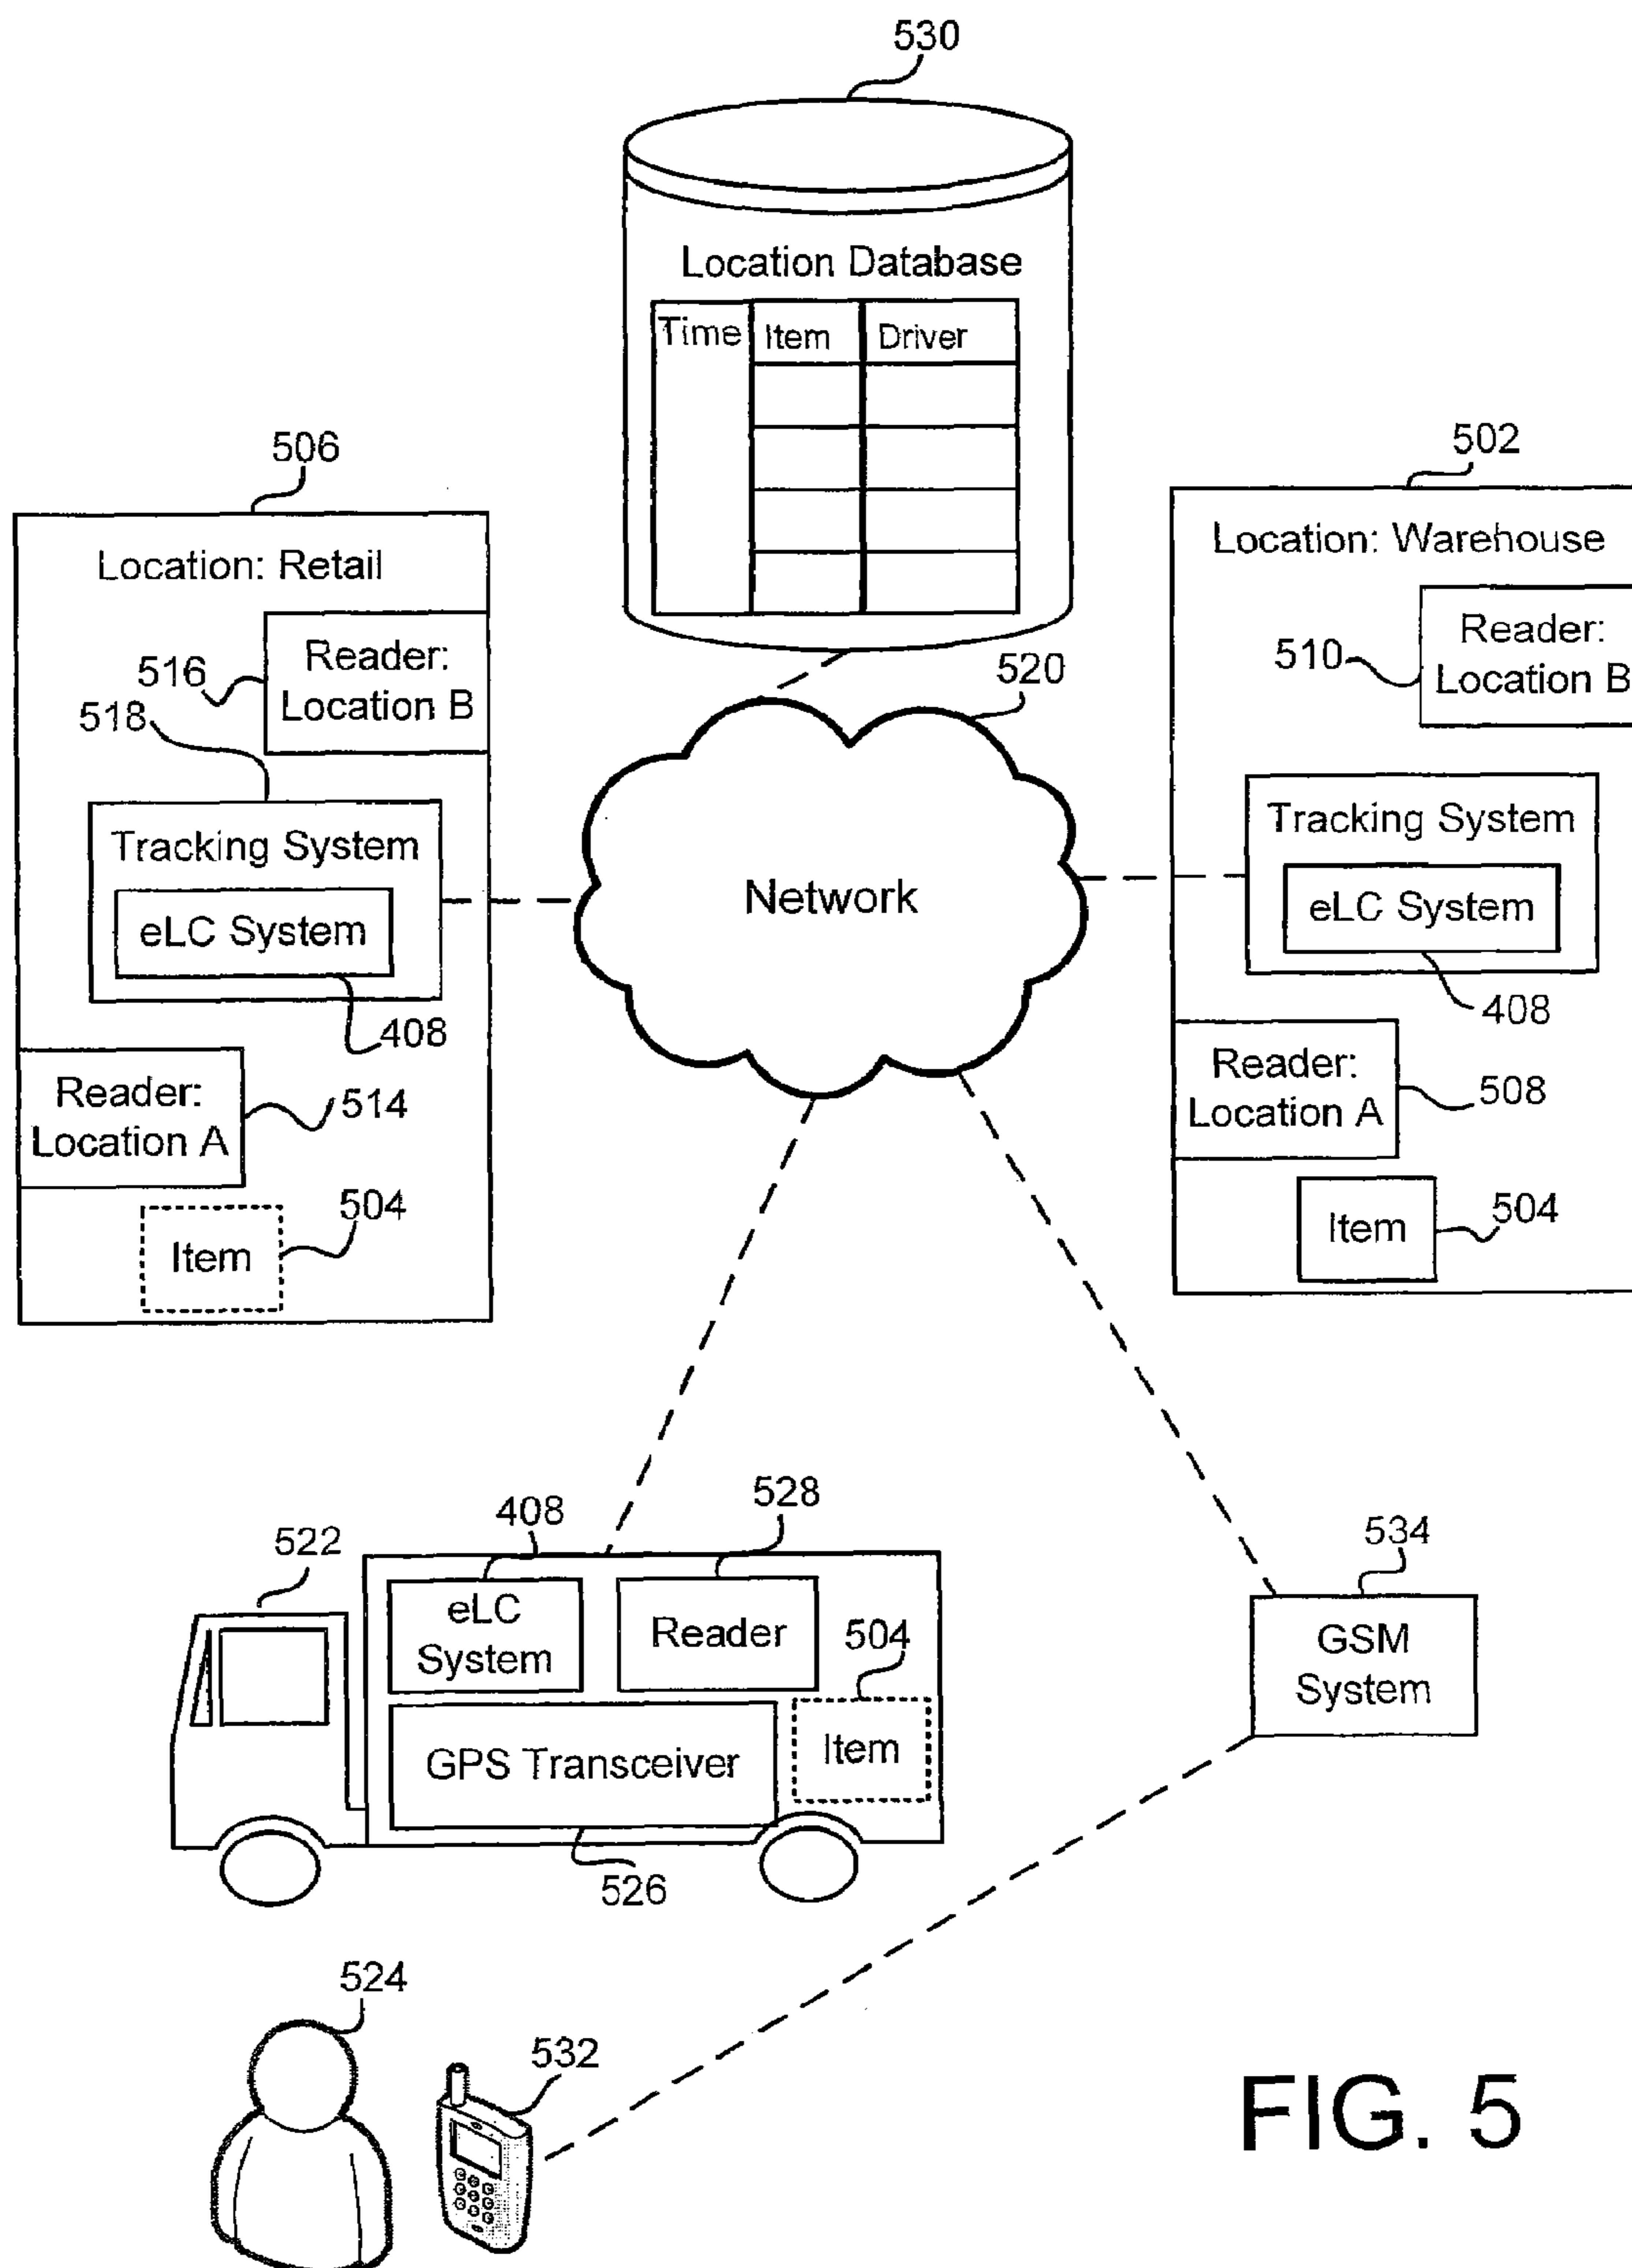 530
Location Database
Time Item Driver
506
Location: Retail
Reader:
Location B
516
518
Tracking System
eLC System
408
Reader:
Location A
514
504
Item
520
Network
502
Location: Warehouse
Reader:
Location B
510
Tracking System
eLC System
408
Reader:
Location A
508
Item
504
522
408
528
eLC
System
Reader
504
GPS Transceiver
Item
526
534
GSM
System
524
532
FIG. 5